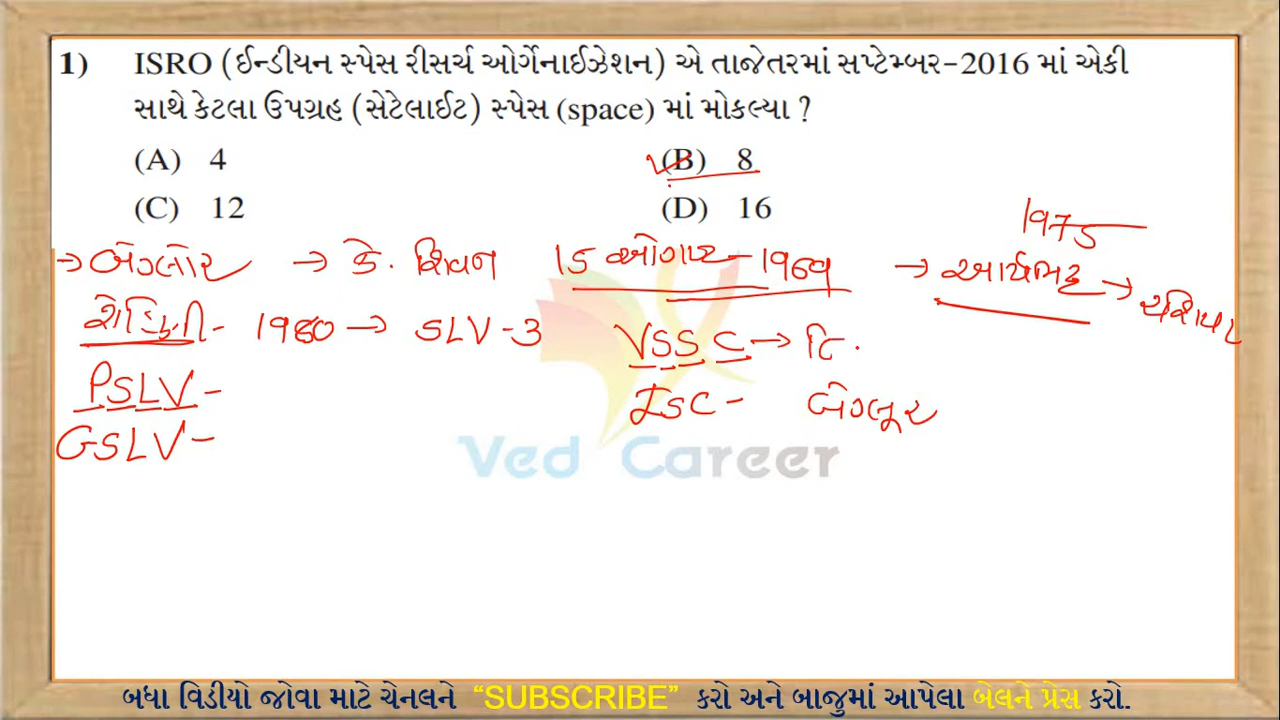 1) ISRO (ઈન્ડીયન સ્પેસ રીસર્ચ ઓર્ગેનાઈઝેશન) એ તાજેતરમાં સપ્ટેમ્બર-2016 માં એકી
સાથે કેટલા ઉપગ્રહ (સેટેલાઈટ) સ્પેસ (space) માં મોકલ્યા ?
(A) 4 (B) 8
(C) 12 (D) 16
1975
→ બેંગ્લોર → કે. શિવન 15 ઓગષ્ટ - 1969 → આર્યભટ્ટ →
1980 → SLV-3 VSSC → તિ.
PSLV - ISC - બેંગ્લુર
GSLV -
Ved Career
બધા વિડીયો જોવા માટે ચેનલને “SUBSCRIBE” કરો અને બાજુમાં આપેલા બેલને પ્રેસ કરો.